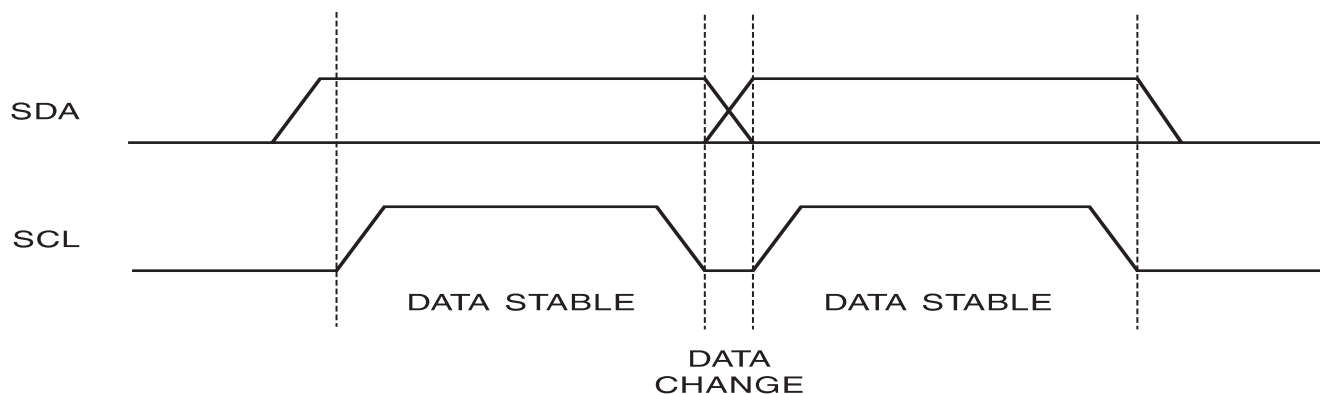 SDA
SCL
DATA STABLE
DATA STABLE
DATA
CHANGE